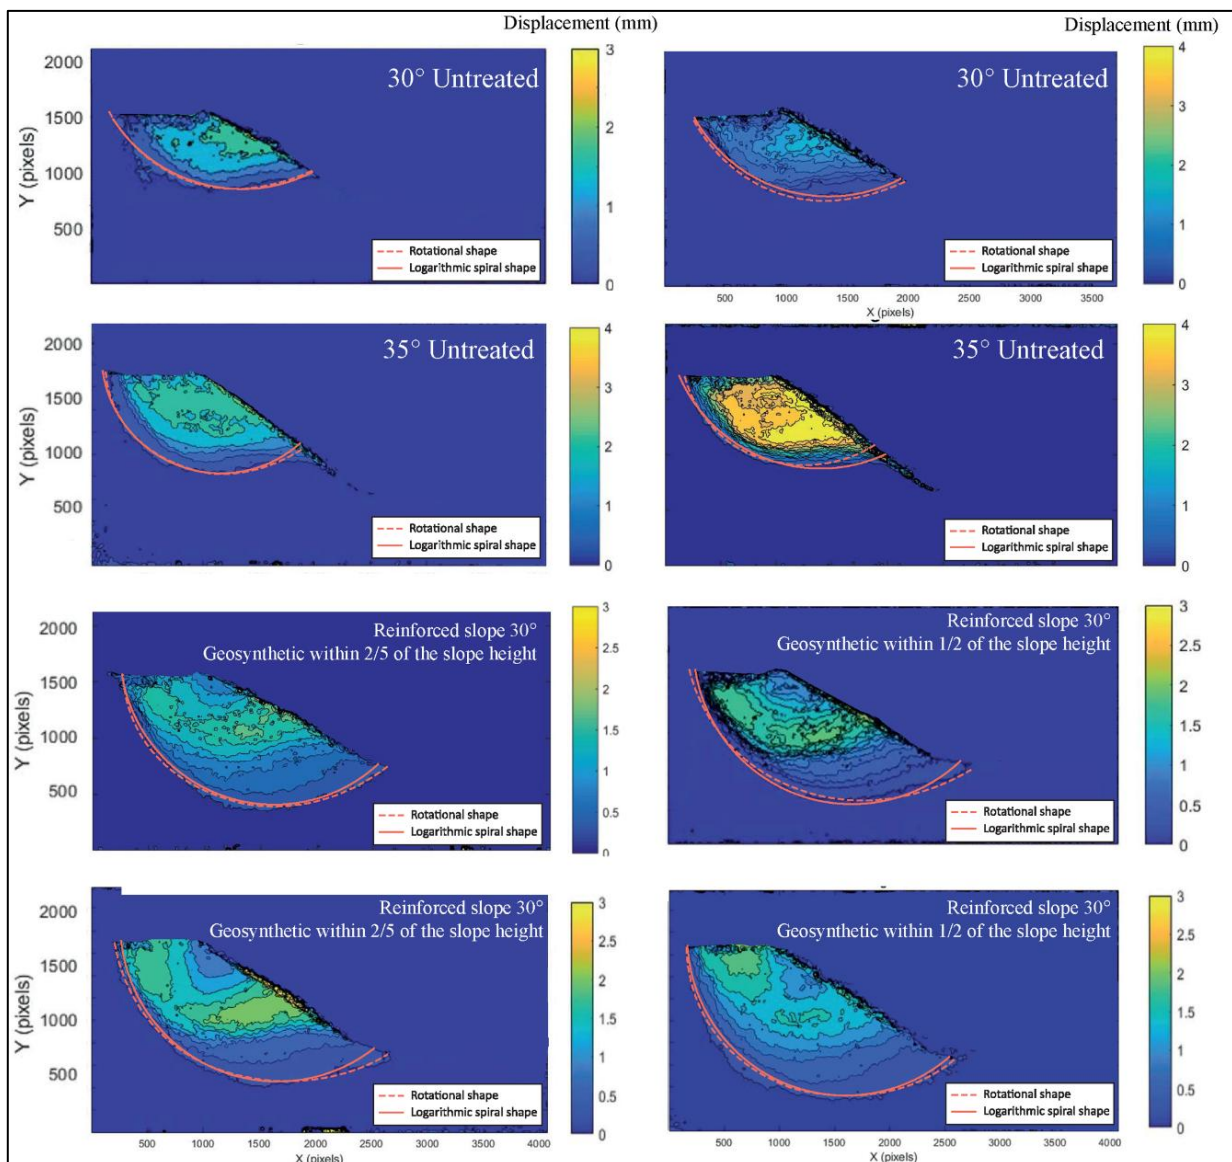 Displacement (mm)
Displacement (mm)
2000
1500
1000
500
Y (pixels)
30° Untreated
Rotational shape
Logarithmic spiral shape
3
2
1
0
30° Untreated
Rotational shape
Logarithmic spiral shape
500 1000 1500 2000 2500 3000 3500
X (pixels)
4
3
2
1
0
2000
1500
1000
500
Y (pixels)
35° Untreated
Rotational shape
Logarithmic spiral shape
4
3
2
1
0
35° Untreated
Rotational shape
Logarithmic spiral shape
4
3
2
1
0
2000
1500
1000
500
Y (pixels)
Reinforced slope 30°
Geosynthetic within 2/5 of the slope height
Rotational shape
Logarithmic spiral shape
3
2.5
2
1.5
1
0.5
0
Reinforced slope 30°
Geosynthetic within 1/2 of the slope height
Rotational shape
Logarithmic spiral shape
3
2.5
2
1.5
1
0.5
0
2000
1500
1000
500
Y (pixels)
Reinforced slope 30°
Geosynthetic within 2/5 of the slope height
Rotational shape
Logarithmic spiral shape
500 1000 1500 2000 2500 3000 3500 4000
X (pixels)
3
2.5
2
1.5
1
0.5
0
Reinforced slope 30°
Geosynthetic within 1/2 of the slope height
Rotational shape
Logarithmic spiral shape
500 1000 1500 2000 2500 3000 3500 4000
X (pixels)
3
2.5
2
1.5
1
0.5
0